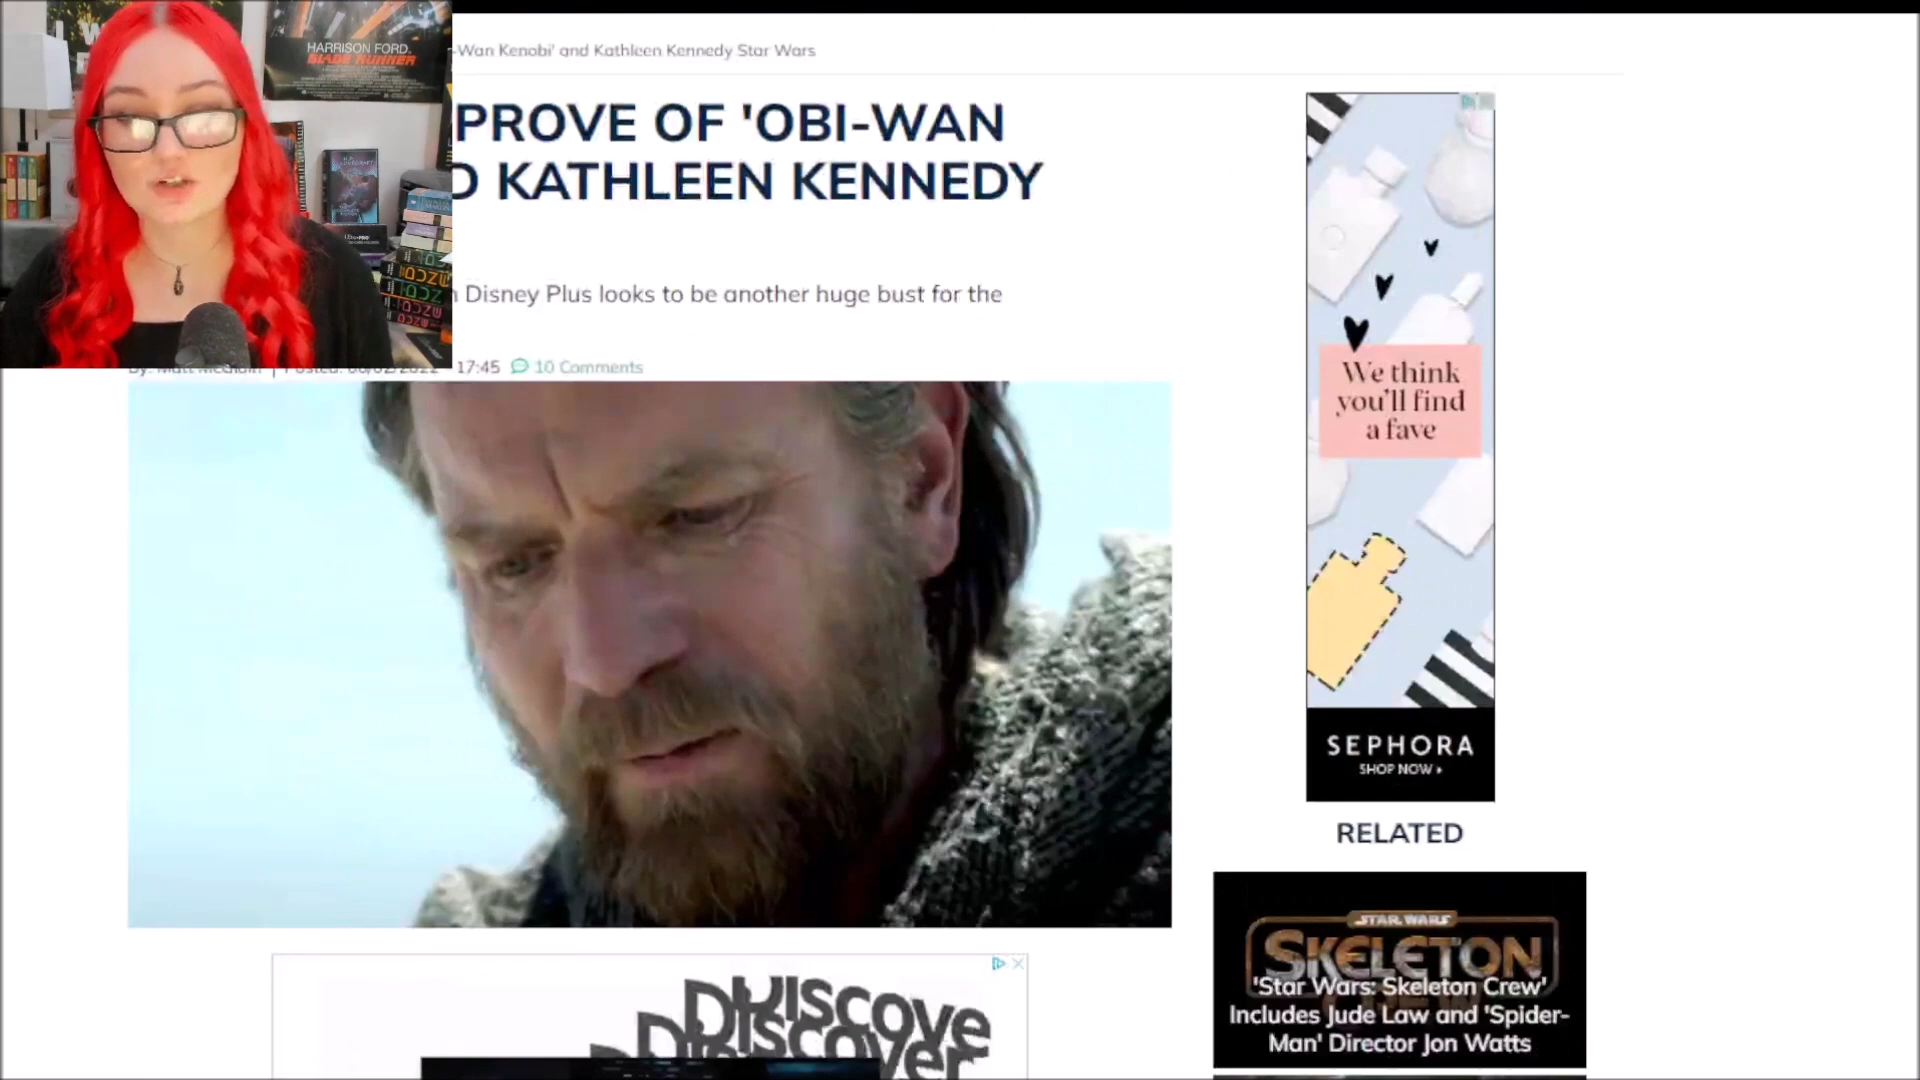 HARRISON FORD
BLADE RUNNER
-Wan Kenobi' and Kathleen Kennedy Star Wars
PROVE OF 'OBI-WAN
D KATHLEEN KENNEDY
n Disney Plus looks to be another huge bust for the
17:45 10 Comments
We think
you'll find
a fave
SEPHORA
SHOP NOW
RELATED
STAR WARS
SKELETON
'Star Wars: Skeleton Crew'
Includes Jude Law and 'Spider-
Man' Director Jon Watts
Discove
Discover